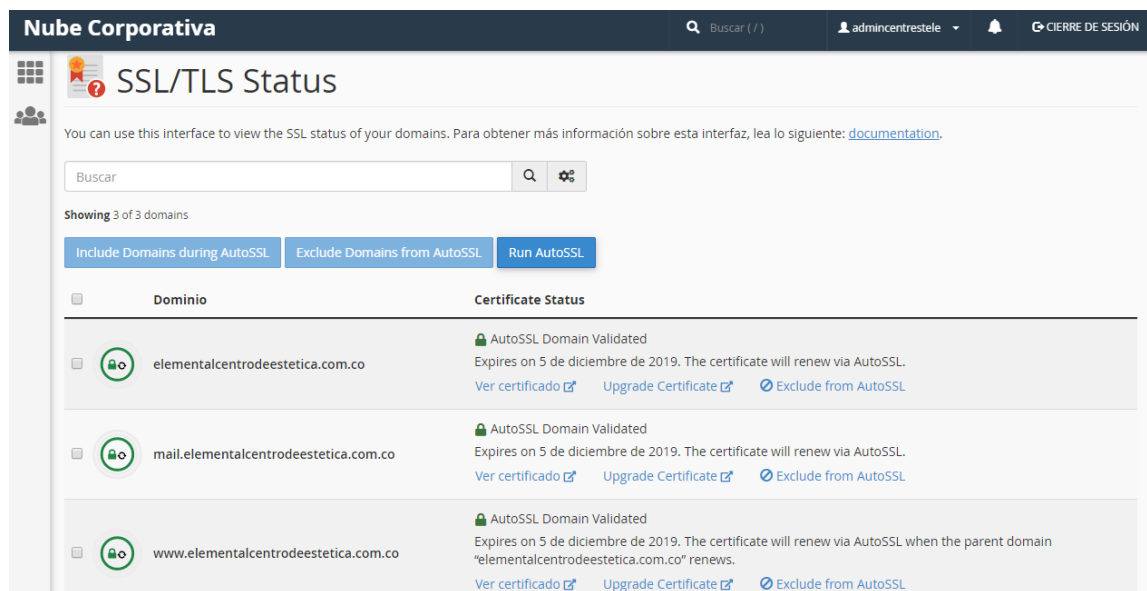 Nube Corporativa
Buscar ( / )
admincentrestele
CIERRE DE SESIÓN
SSL/TLS Status
You can use this interface to view the SSL status of your domains. Para obtener más información sobre esta interfaz, lea lo siguiente: documentation.
Buscar
Showing 3 of 3 domains
Include Domains during AutoSSL
Exclude Domains from AutoSSL
Run AutoSSL
Dominio
Certificate Status
elementalcentrodeestetica.com.co
AutoSSL Domain Validated
Expires on 5 de diciembre de 2019. The certificate will renew via AutoSSL.
Ver certificado Upgrade Certificate Exclude from AutoSSL
mail.elementalcentrodeestetica.com.co
AutoSSL Domain Validated
Expires on 5 de diciembre de 2019. The certificate will renew via AutoSSL.
Ver certificado Upgrade Certificate Exclude from AutoSSL
www.elementalcentrodeestetica.com.co
AutoSSL Domain Validated
Expires on 5 de diciembre de 2019. The certificate will renew via AutoSSL when the parent domain
“elementalcentrodeestetica.com.co” renews.
Ver certificado Upgrade Certificate Exclude from AutoSSL